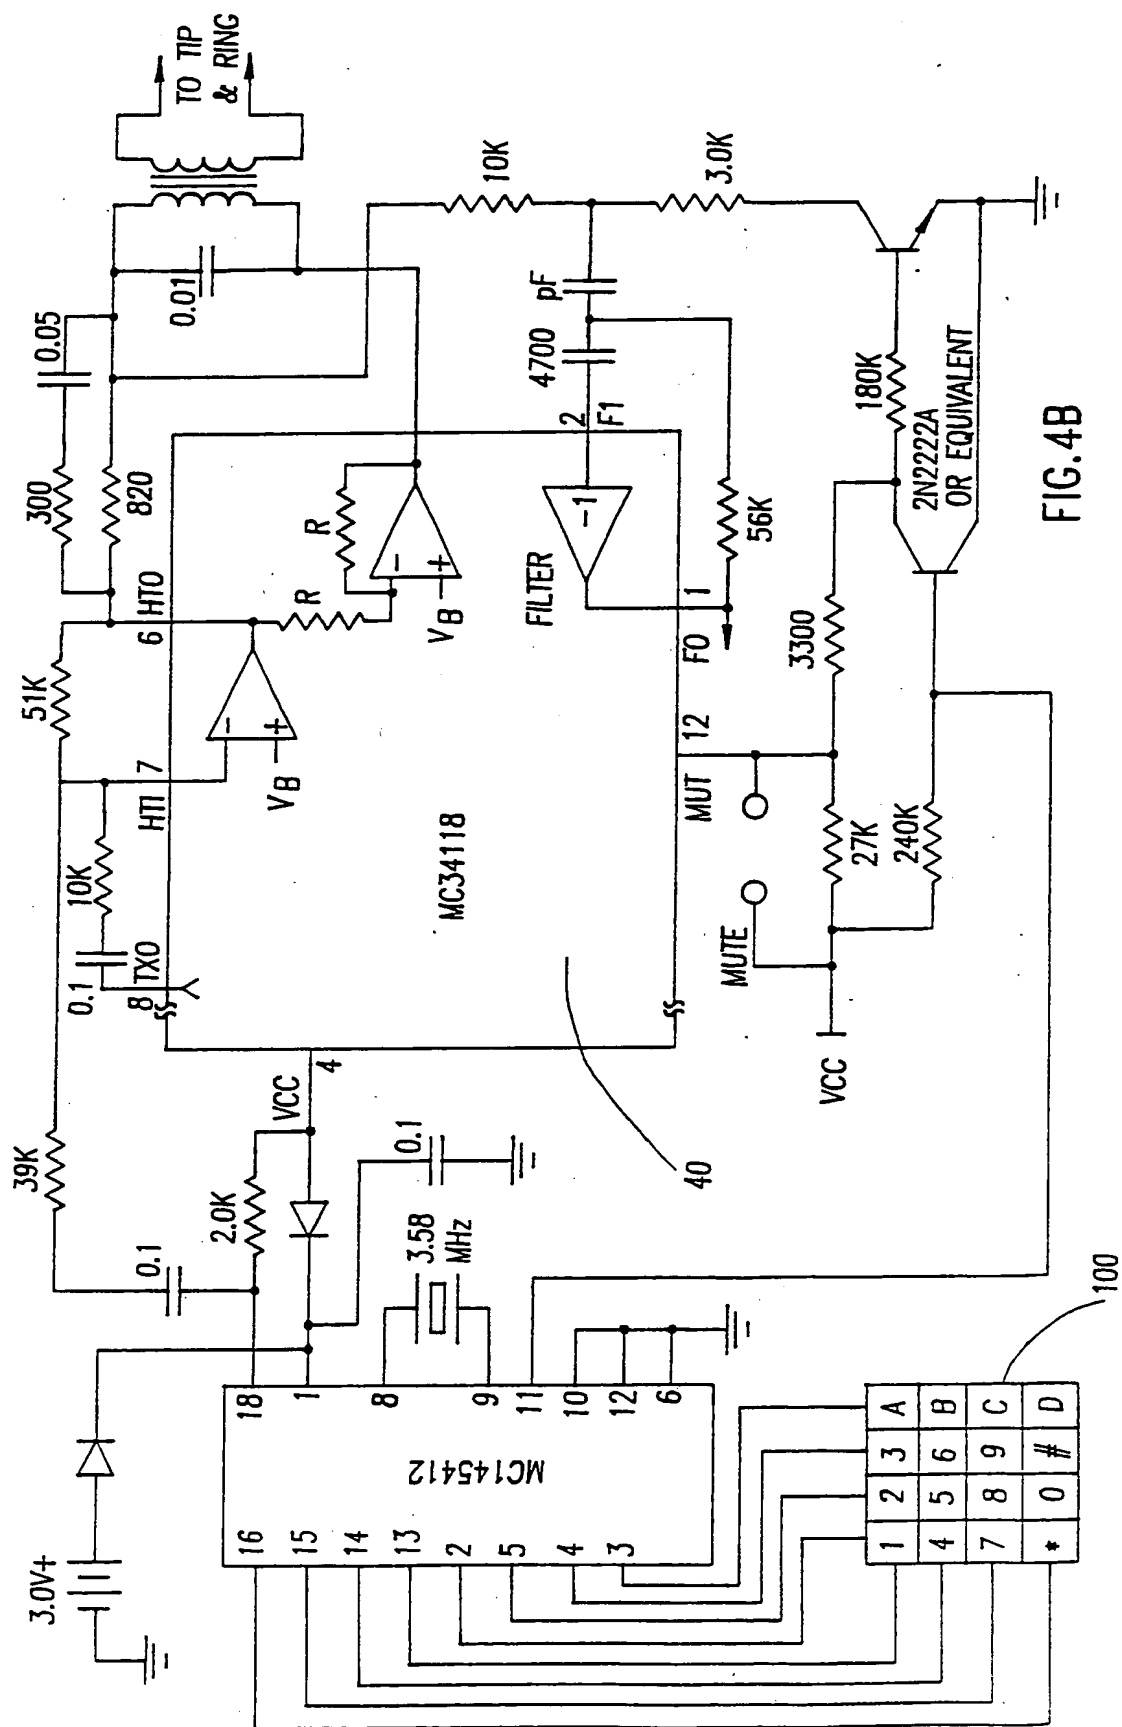 TO TIP
& RING
0.05
300
820
0.01
51K
6
HTO
HTI
7
10K
0.1
8
TXO
39K
0.1
2.0K
VCC
4
3.0V+
R
R
VB
VB
MC34118
FILTER
-1
2
F1
4700
pF
10K
3.0K
FO
1
56K
MUT
12
MUTE
VCC
27K
240K
3300
180K
2N2222A
OR EQUIVALENT
40
0.1
3.58
MHz
18
1
8
9
11
10
12
6
MC145412
16
15
14
13
2
5
4
3
1 2 3 A
4 5 6 B
7 8 9 C
* 0 # D
100
FIG.4B